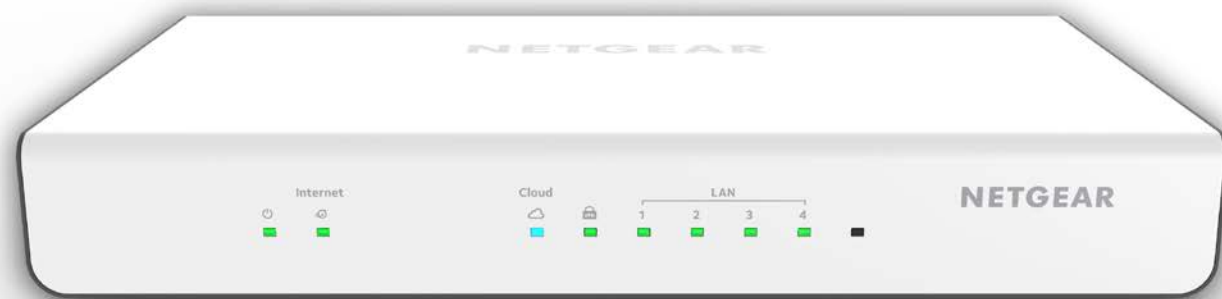 NETGEAR
Internet
Cloud
LAN
NETGEAR
1 2 3 4